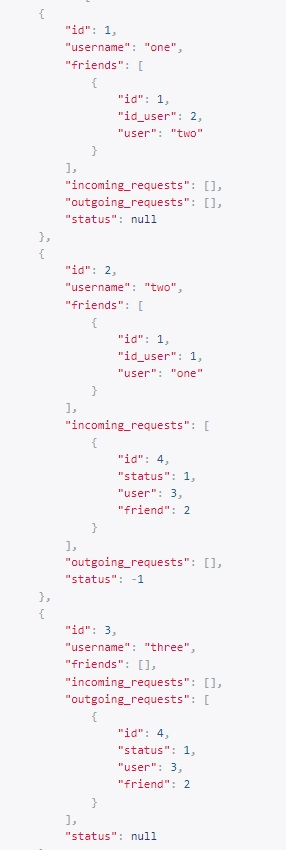 {
"id": 1,
"username": "one",
"friends": [
{
"id": 1,
"id_user": 2,
"user": "two"
}
],
"incoming_requests": [],
"outgoing_requests": [],
"status": null
},
{
"id": 2,
"username": "two",
"friends": [
{
"id": 1,
"id_user": 1,
"user": "one"
}
],
"incoming_requests": [
{
"id": 4,
"status": 1,
"user": 3,
"friend": 2
}
],
"outgoing_requests": [],
"status": -1
},
{
"id": 3,
"username": "three",
"friends": [],
"incoming_requests": [],
"outgoing_requests": [
{
"id": 4,
"status": 1,
"user": 3,
"friend": 2
}
],
"status": null